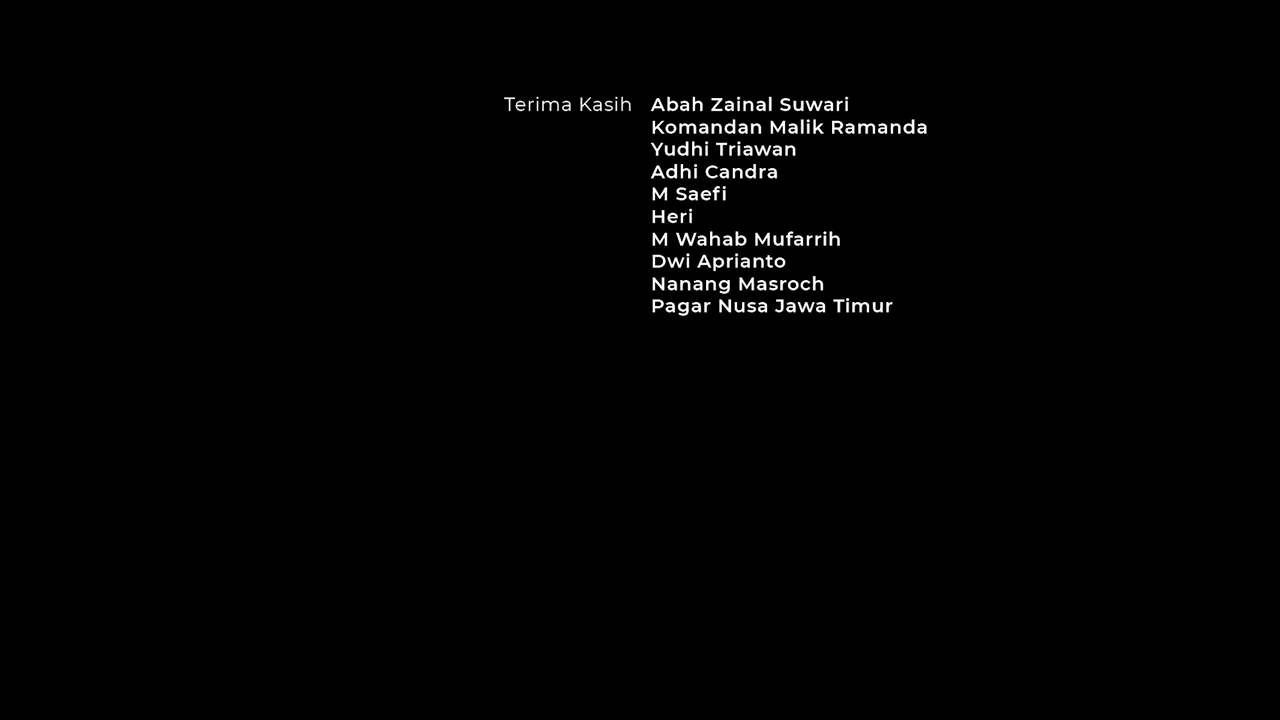 Terima Kasih Abah Zainal Suwari
Komandan Malik Ramanda
Yudhi Triawan
Adhi Candra
M Saefi
Heri
M Wahab Mufarrih
Dwi Aprianto
Nanang Masroch
Pagar Nusa Jawa Timur